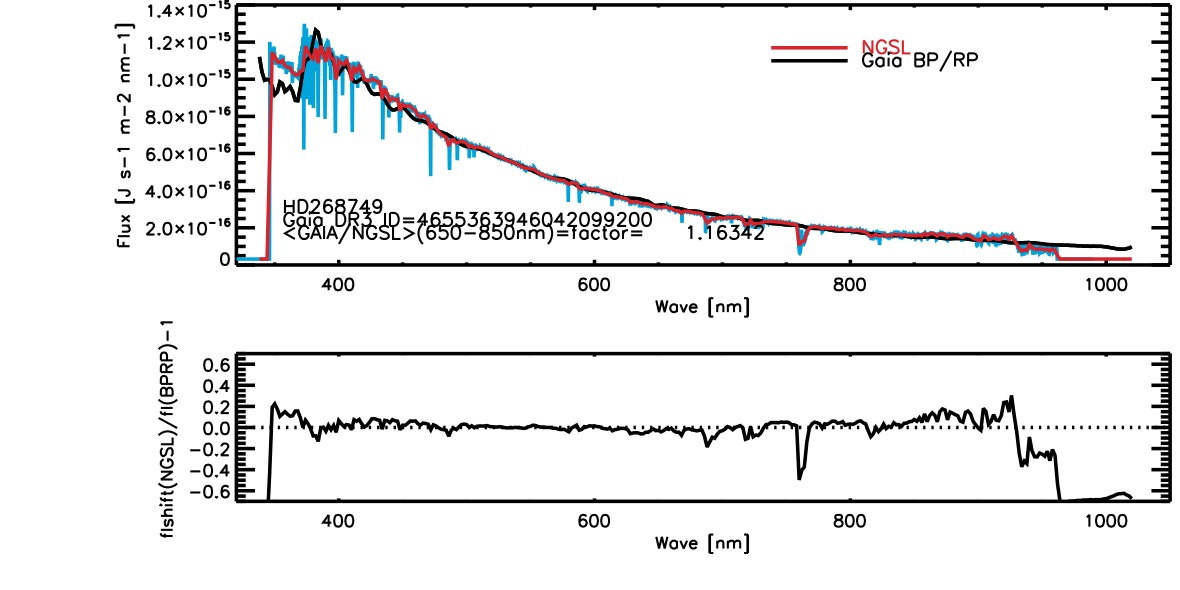 1.4×10⁻¹⁵
1.2×10⁻¹⁵
1.0×10⁻¹⁵
8.0×10⁻¹⁶
6.0×10⁻¹⁶
4.0×10⁻¹⁶
2.0×10⁻¹⁶
0
Flux [J s−1 m−2 nm−1]
NGSL
Gaia BP/RP
HD268749
Gaia DR3 ID=4655363946042099200
<GAIA/NGSL>(650−850nm)=factor= 1.16342
400 600 800 1000
Wave [nm]
0.6
0.4
0.2
0.0
−0.2
−0.4
−0.6
flshift(NGSL)/fl(BPRP)−1
400 600 800 1000
Wave [nm]